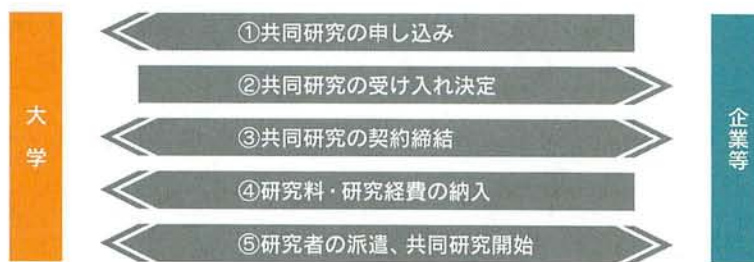 大学
①共同研究の申し込み
②共同研究の受け入れ決定
③共同研究の契約締結
④研究料・研究経費の納入
⑤研究者の派遣、共同研究開始
企業等